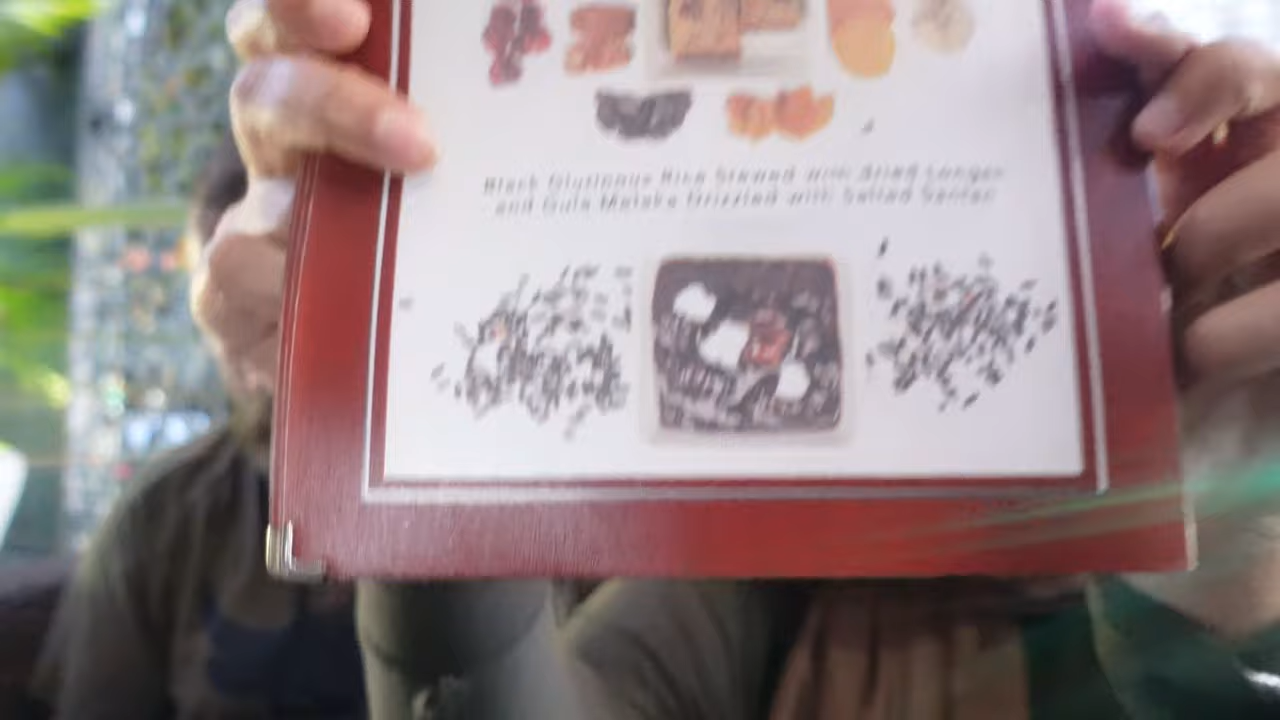 Black Glutinous Rice Stewed with dried Longan
and Gula Melaka Drizzled with Salted Santan